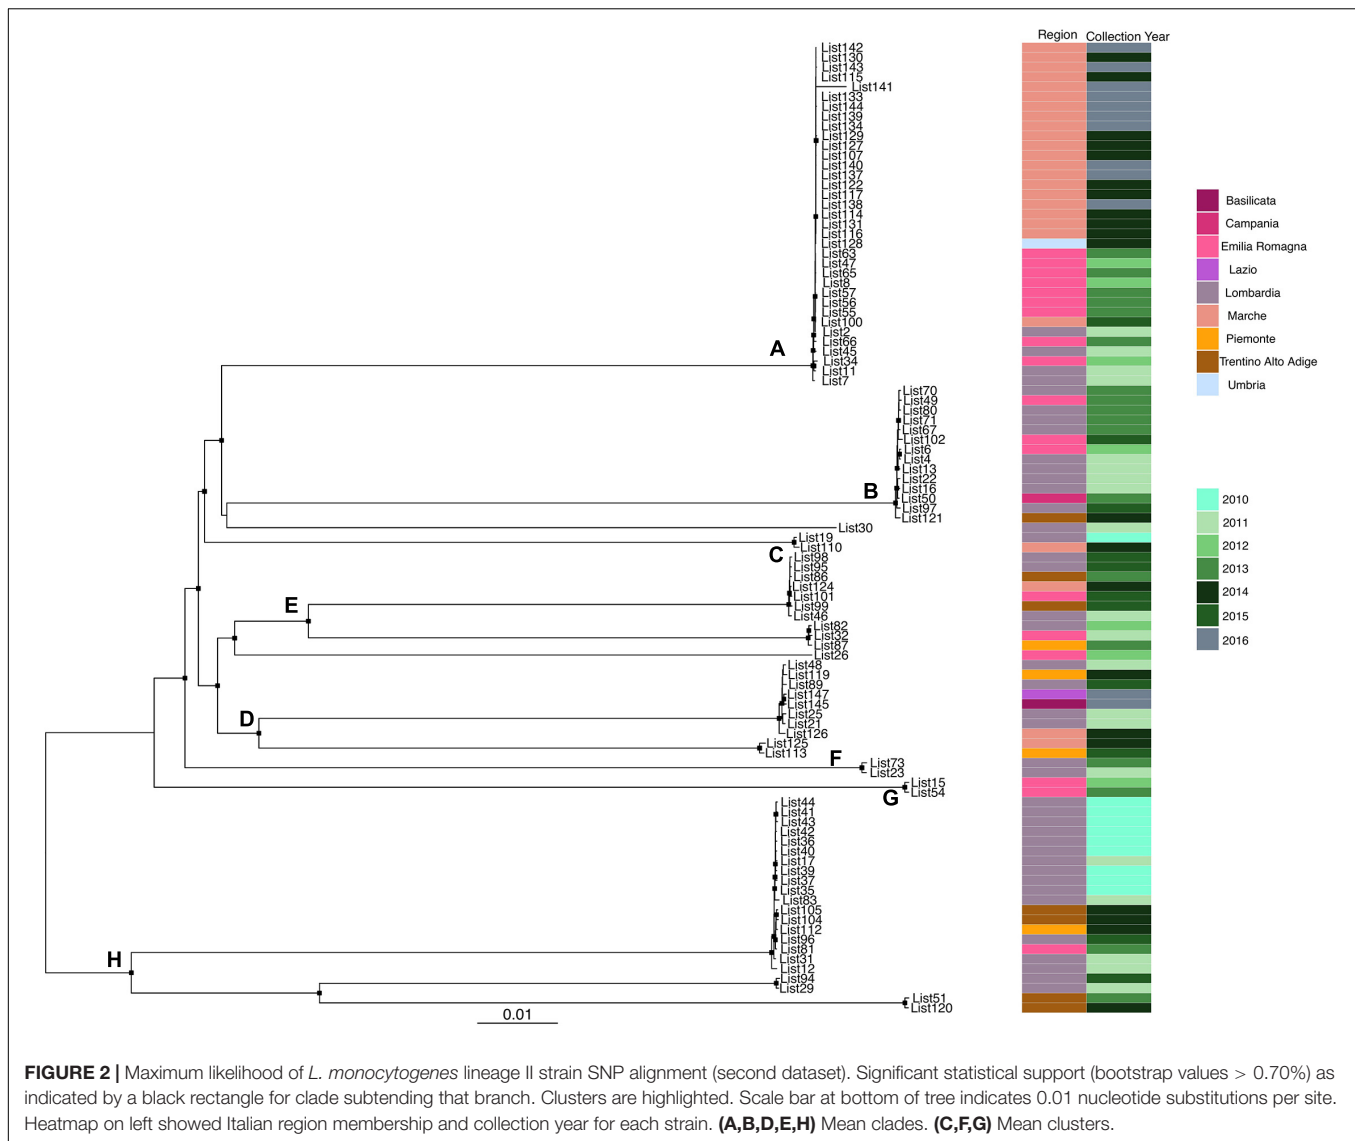 Region Collection Year
List142
List130
List143
List115
List141
List133
List144
List139
List134
List129
List127
List107
List140
List137
List122
List117
List138
List114
List131
List116
List128
List63
List47
List65
List8
List57
List56
List55
List100
List2
List66
List45
List34
List11
List7
A
List70
List49
List80
List71
List67
List102
List6
List4
List13
List22
List16
List50
List97
List121
B
List30
List19
List110
C
List98
List95
List86
List124
List101
List99
List46
E
List82
List32
List87
List26
List48
List119
List89
List147
List145
List25
List21
List126
D
List125
List113
F
List73
List23
List15
List54
G
List44
List41
List43
List42
List36
List40
List17
List39
List37
List35
List83
List105
List104
List112
List96
List81
List31
List12
H
List94
List29
List51
List120
0.01
Basilicata
Campania
Emilia Romagna
Lazio
Lombardia
Marche
Piemonte
Trentino Alto Adige
Umbria
2010
2011
2012
2013
2014
2015
2016
FIGURE 2 | Maximum likelihood of L. monocytogenes lineage II strain SNP alignment (second dataset). Significant statistical support (bootstrap values > 0.70%) as
indicated by a black rectangle for clade subtending that branch. Clusters are highlighted. Scale bar at bottom of tree indicates 0.01 nucleotide substitutions per site.
Heatmap on left showed Italian region membership and collection year for each strain. (A,B,D,E,H) Mean clades. (C,F,G) Mean clusters.